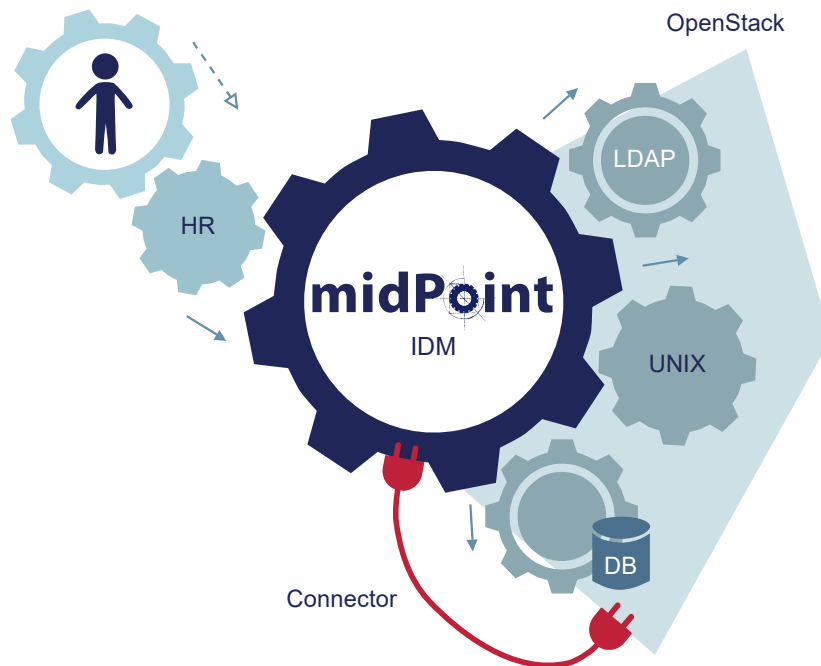 OpenStack
LDAP
HR
midPoint
IDM
UNIX
DB
Connector